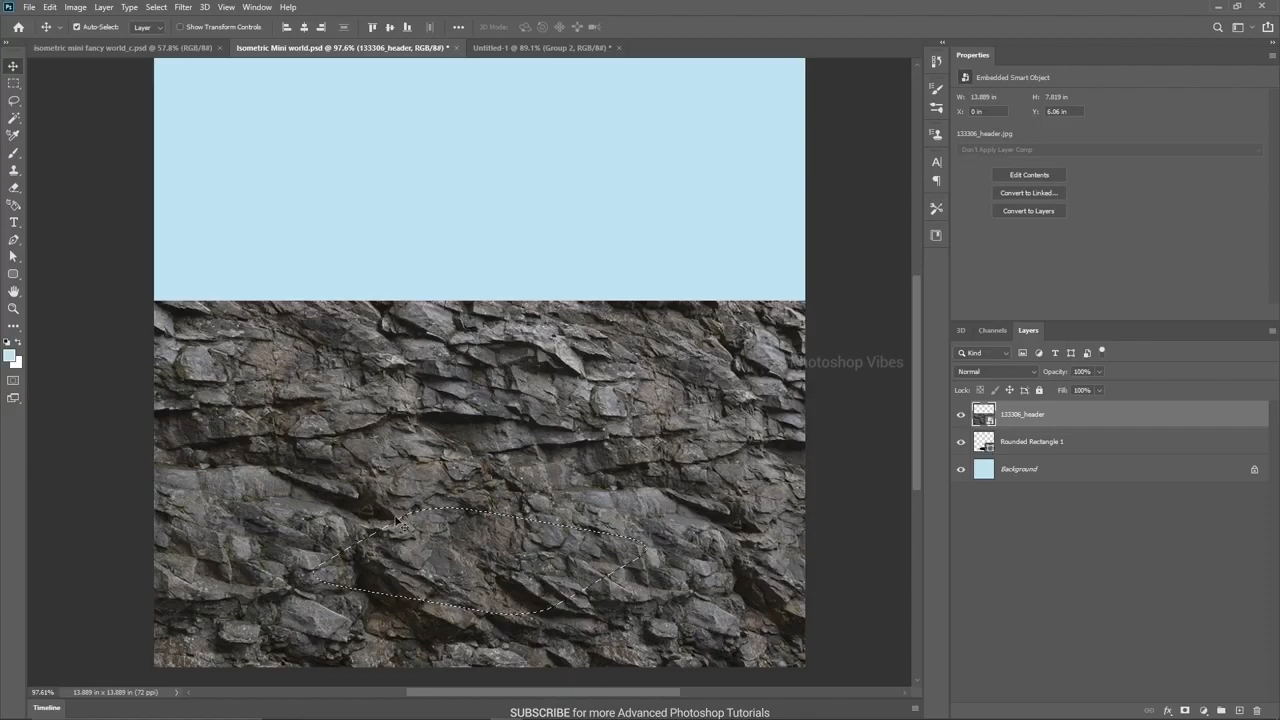 File Edit Image Layer Type Select Filter 3D View Window Help
Auto-Select: Layer Show Transform Controls 3D Mode:
isometric mini fancy world_c.psd @ 57.8% (RGB/8#) Isometric Mini world.psd @ 97.6% (133306_header, RGB/8#) * Untitled-1 @ 89.1% (Group 2, RGB/8#) *
Properties
Embedded Smart Object
W: 13.889 in H: 7.819 in
X: 0 in Y: 6.06 in
133306_header.jpg
Don't Apply Layer Comp
Edit Contents
Convert to Linked...
Convert to Layers
3D Channels Layers
Kind
Photoshop Vibes
Normal Opacity: 100%
Lock: Fill: 100%
133306_header
Rounded Rectangle 1
Background
97.61% 13.889 in x 13.889 in (72 ppi)
Timeline
SUBSCRIBE for more Advanced Photoshop Tutorials